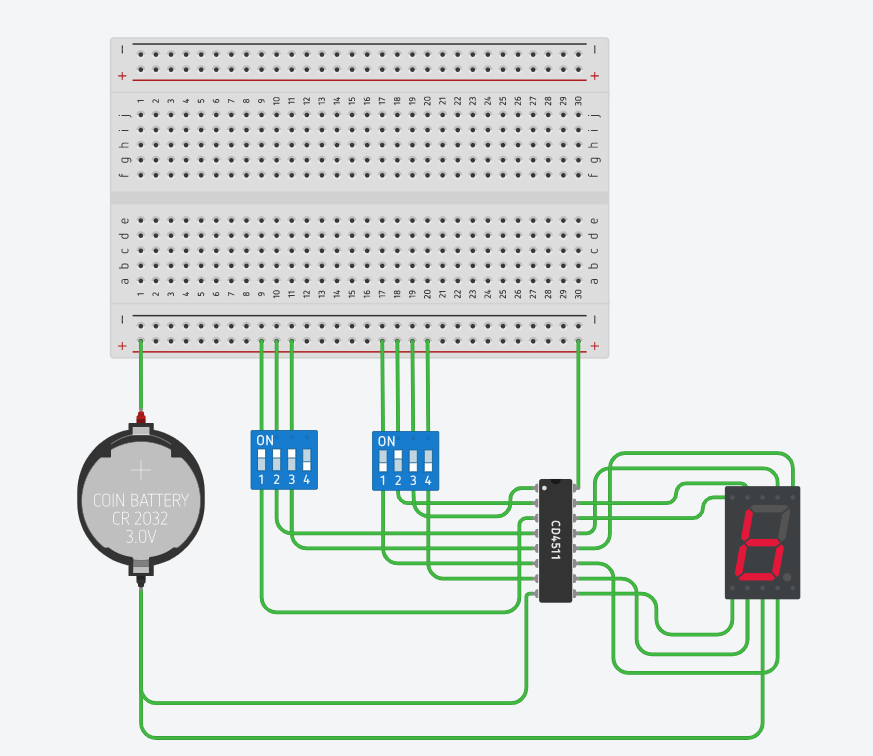 − −
+ +
1 2 3 4 5 6 7 8 9 10 11 12 13 14 15 16 17 18 19 20 21 22 23 24 25 26 27 28 29 30
j j
i i
h h
g g
f f
e e
d d
c c
b b
a a
1 2 3 4 5 6 7 8 9 10 11 12 13 14 15 16 17 18 19 20 21 22 23 24 25 26 27 28 29 30
− −
+ +
ON
1 2 3 4
ON
1 2 3 4
+
COIN BATTERY
CR 2032
3.0V
CD4511
6